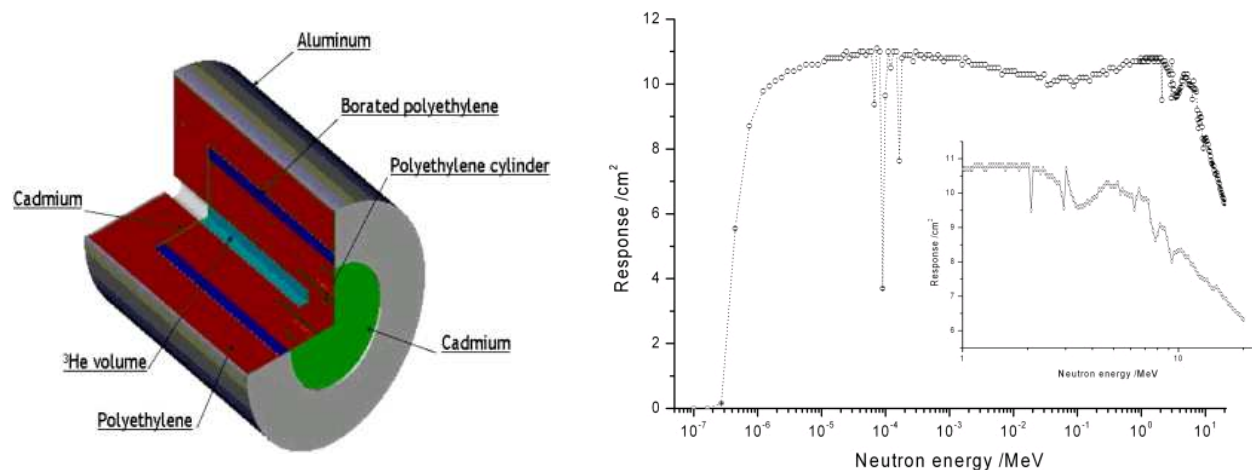 Aluminum
Borated polyethylene
Polyethylene cylinder
Cadmium
Cadmium
³He volume
Polyethylene
Response /cm²
12
11
10
8
6
4
2
0
10⁻⁷ 10⁻⁶ 10⁻⁵ 10⁻⁴ 10⁻³ 10⁻² 10⁻¹ 10⁰ 10¹
Neutron energy /MeV
Response /cm²
11
10
9
8
7
6
1 10
Neutron energy /MeV